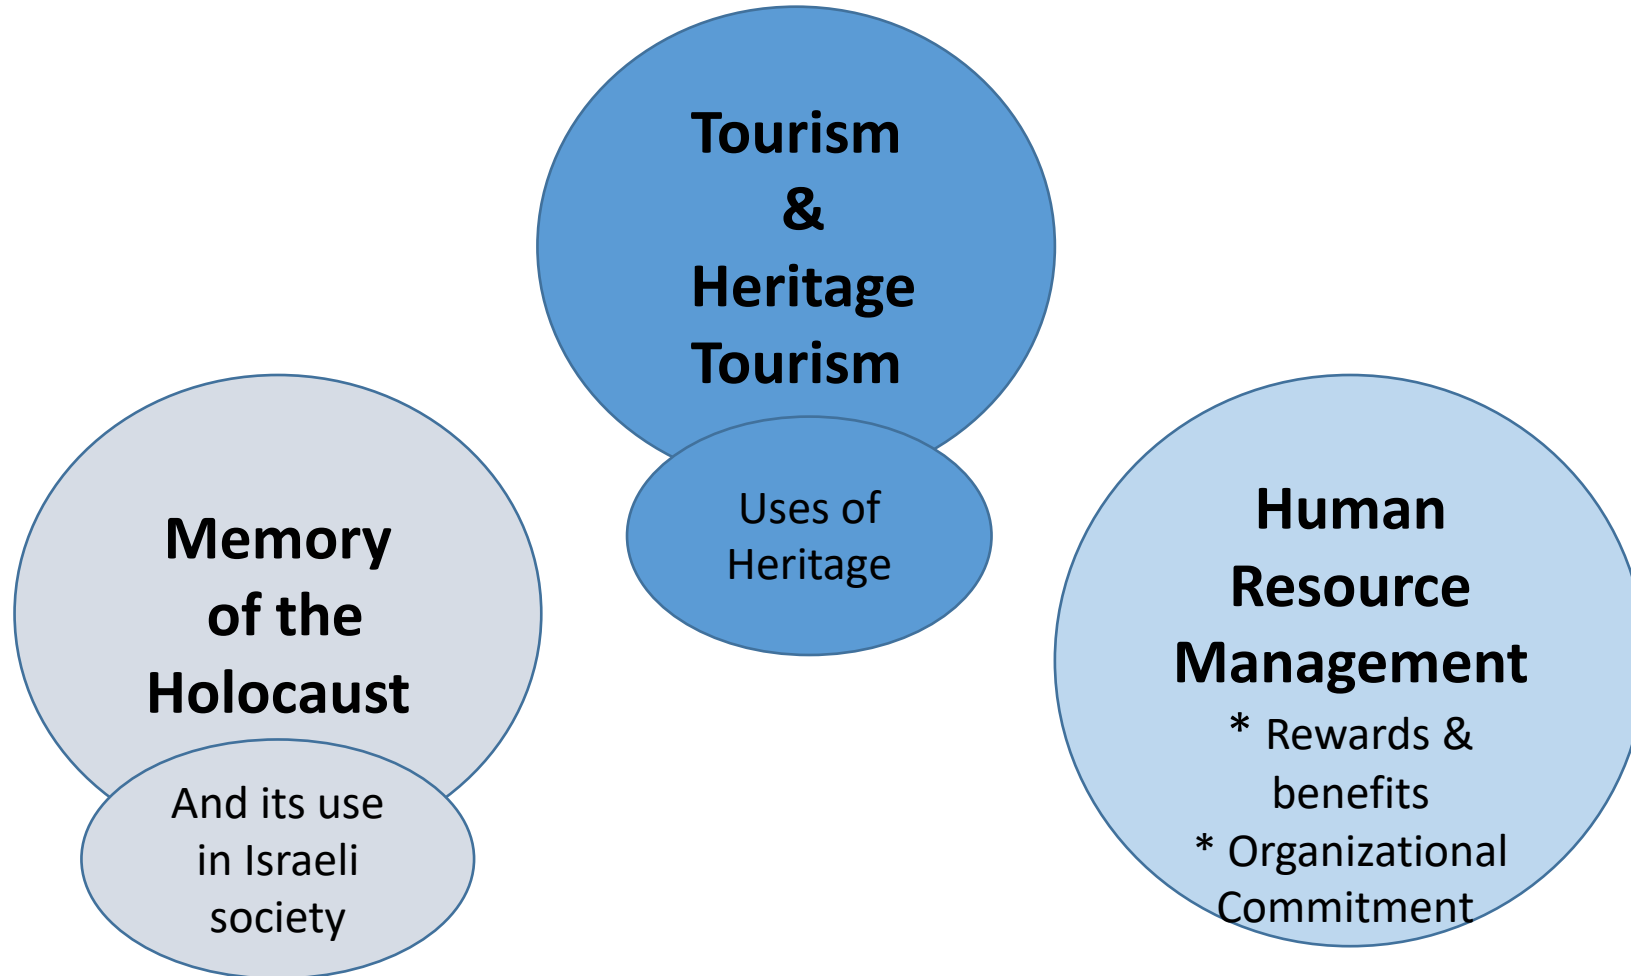 Tourism
&
Heritage
Tourism
Uses of
Heritage
Memory
of the
Holocaust
And its use
in Israeli
society
Human
Resource
Management
* Rewards &
benefits
* Organizational
Commitment